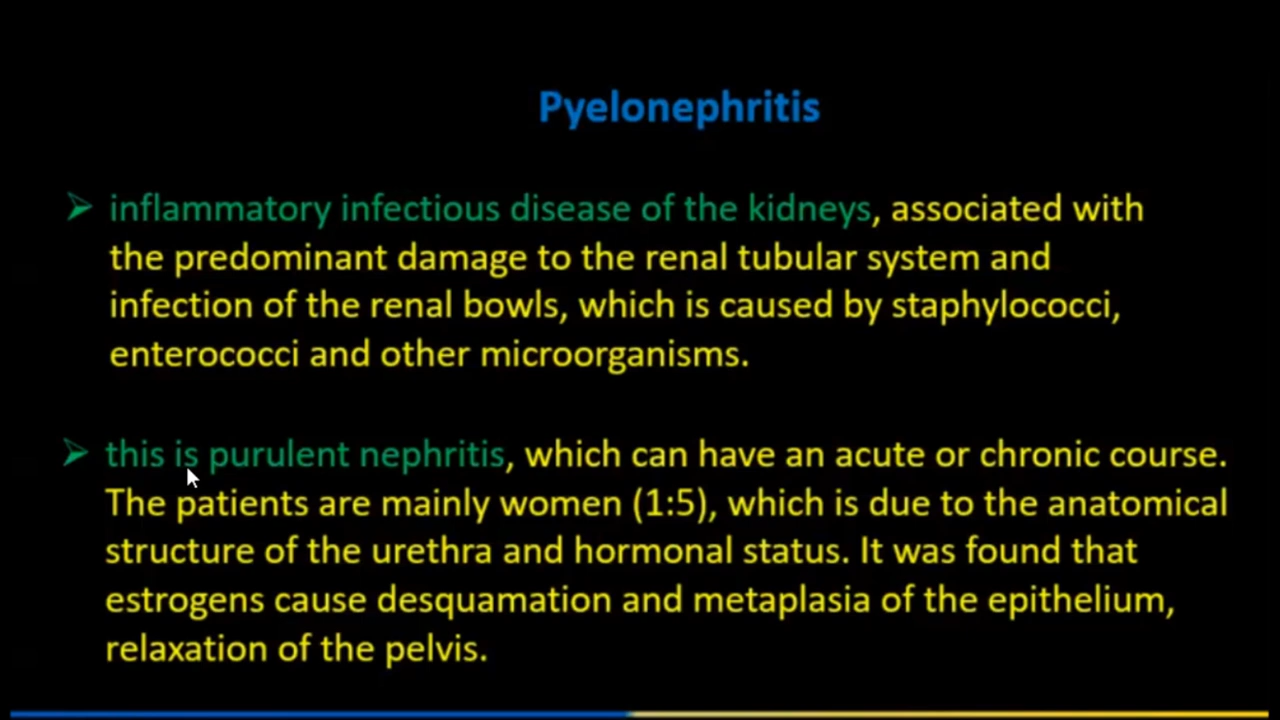 Pyelonephritis
➢ inflammatory infectious disease of the kidneys, associated with
the predominant damage to the renal tubular system and
infection of the renal bowls, which is caused by staphylococci,
enterococci and other microorganisms.
➢ this is purulent nephritis, which can have an acute or chronic course.
The patients are mainly women (1:5), which is due to the anatomical
structure of the urethra and hormonal status. It was found that
estrogens cause desquamation and metaplasia of the epithelium,
relaxation of the pelvis.